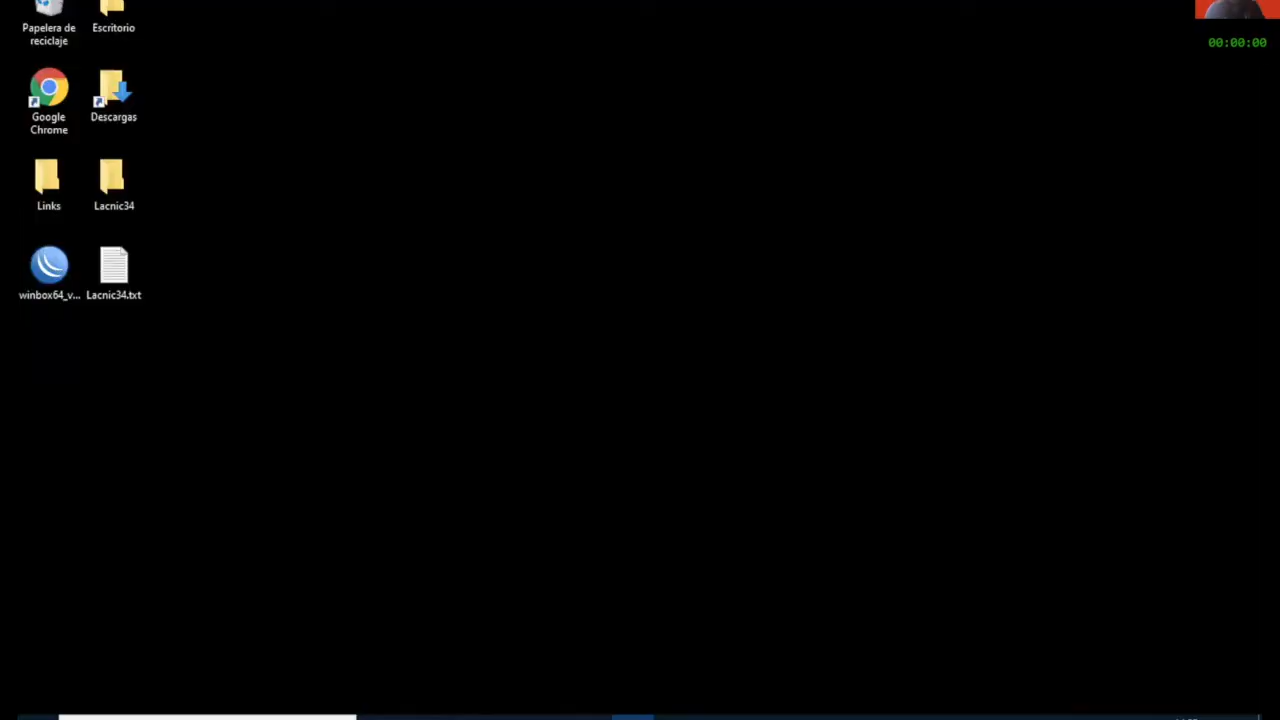 Papelera de
reciclaje
Escritorio
00:00:00
Google
Chrome
Descargas
Links
Lacnic34
winbox64_v...
Lacnic34.txt